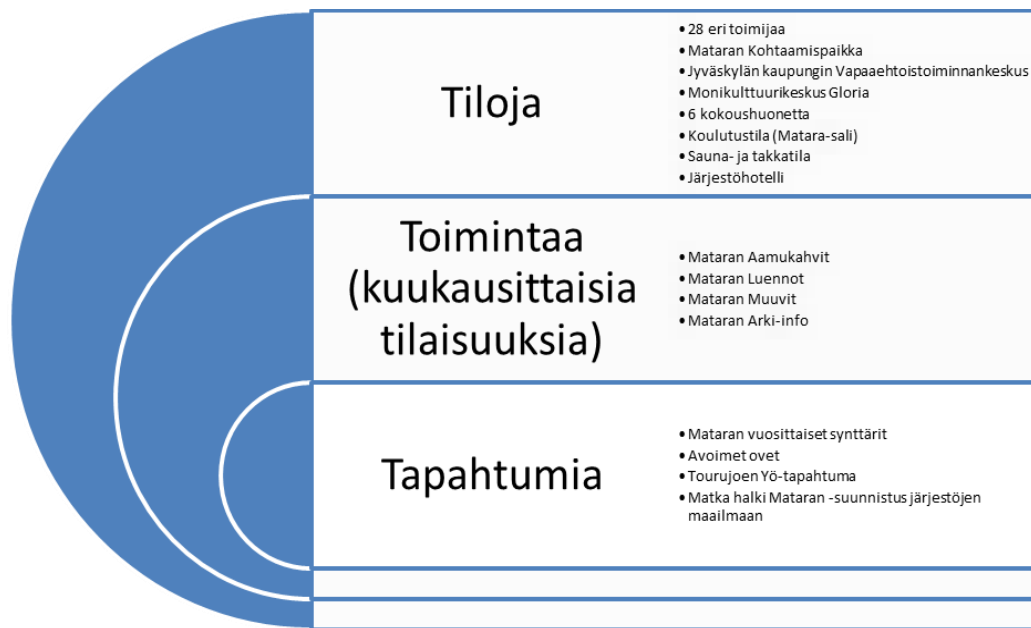 Tiloja
• 28 eri toimijaa
• Mataran Kohtaamispaikka
• Jyväskylän kaupungin Vapaaehtoistoiminnankeskus
• Monikulttuurikeskus Gloria
• 6 kokoushuonetta
• Koulutustila (Matara-sali)
• Sauna- ja takkatila
• Järjestöhotelli
Toimintaa
(kuukausittaisia
tilaisuuksia)
• Mataran Aamukahvit
• Mataran Luennot
• Mataran Muuvit
• Mataran Arki-info
Tapahtumia
• Mataran vuosittaiset synttärit
• Avoimet ovet
• Tourujoen Yö-tapahtuma
• Matka halki Mataran -suunnistus järjestöjen
maailmaan